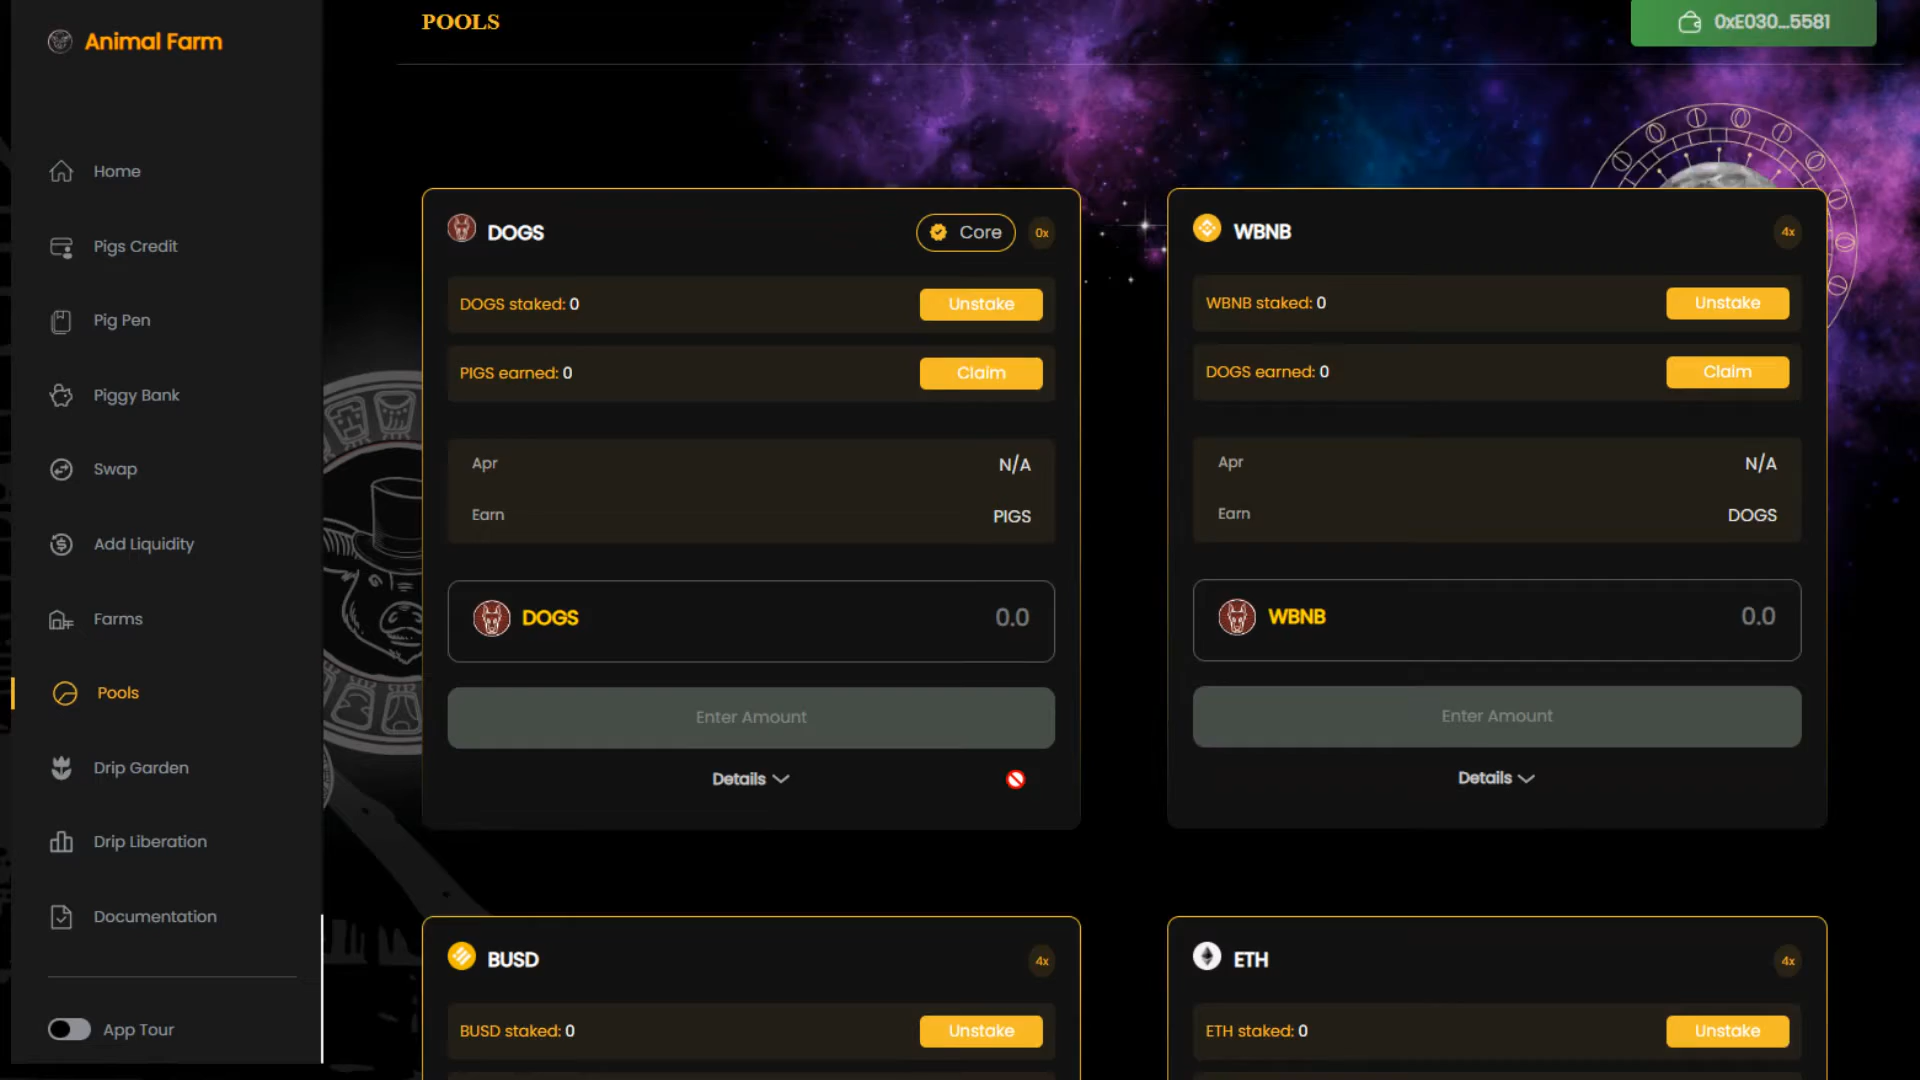 Animal Farm
Home
Pigs Credit
Pig Pen
Piggy Bank
Swap
Add Liquidity
Farms
Pools
Drip Garden
Drip Liberation
Documentation
App Tour
POOLS
0xE030...5581
DOGS
Core
0x
DOGS staked: 0
Unstake
PIGS earned: 0
Claim
Apr
N/A
Earn
PIGS
DOGS
0.0
Enter Amount
Details
WBNB
4x
WBNB staked: 0
Unstake
DOGS earned: 0
Claim
Apr
N/A
Earn
DOGS
WBNB
0.0
Enter Amount
Details
BUSD
4x
BUSD staked: 0
Unstake
ETH
4x
ETH staked: 0
Unstake